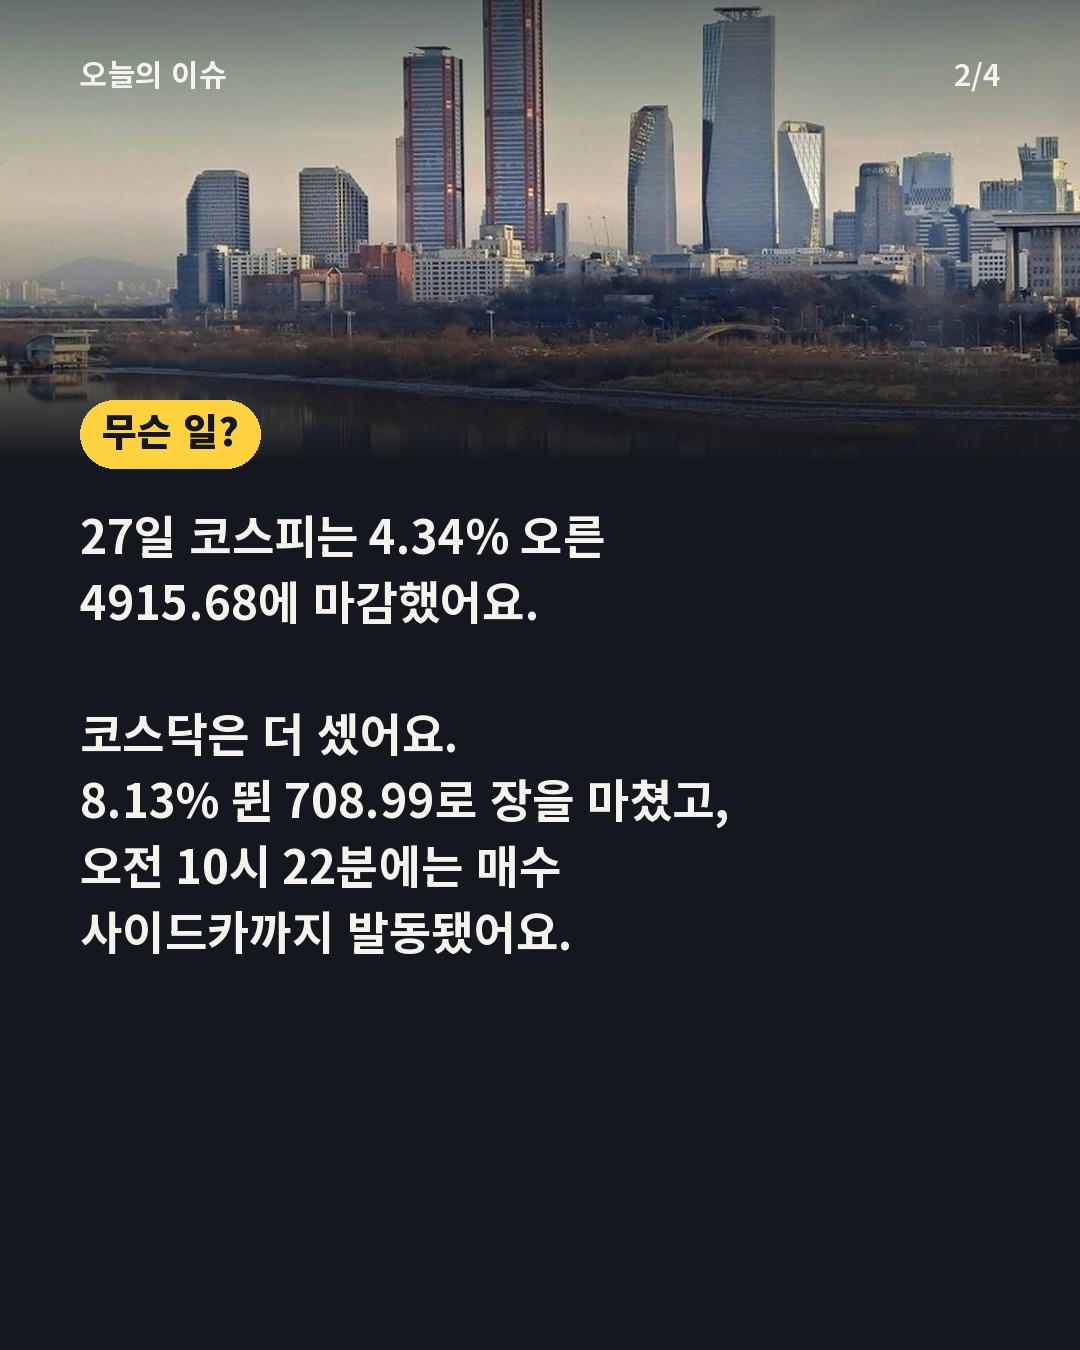 오늘의 이슈
2/4
무슨 일?
27일 코스피는 4.34% 오른
4915.68에 마감했어요.
코스닥은 더 셌어요.
8.13% 뛴 708.99로 장을 마쳤고,
오전 10시 22분에는 매수
사이드카까지 발동됐어요.